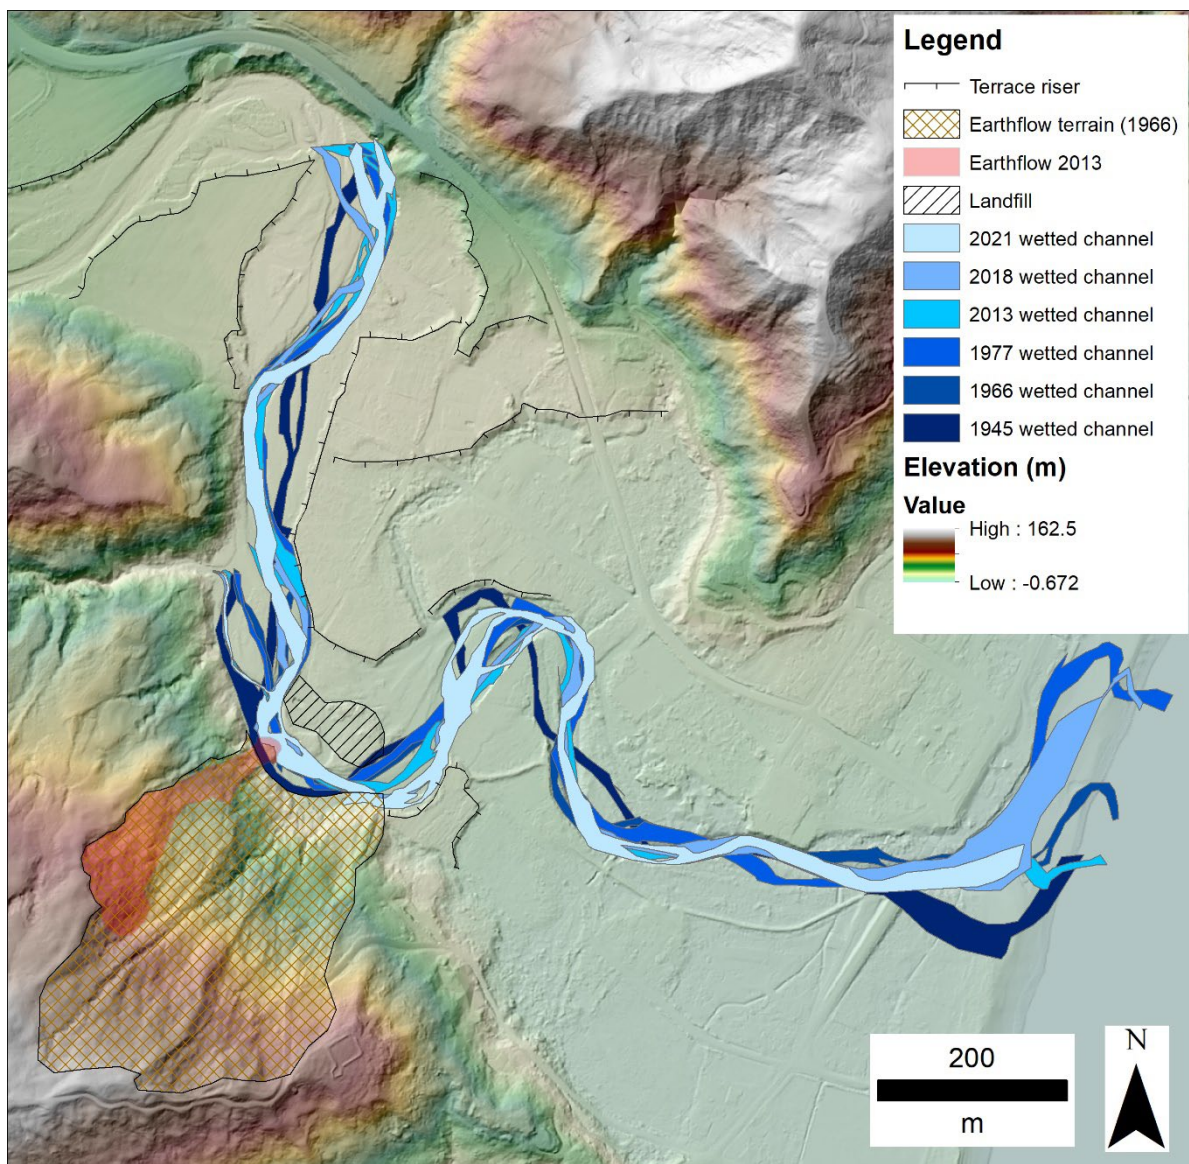 Legend
Terrace riser
Earthflow terrain (1966)
Earthflow 2013
Landfill
2021 wetted channel
2018 wetted channel
2013 wetted channel
1977 wetted channel
1966 wetted channel
1945 wetted channel
Elevation (m)
Value
High : 162.5
Low : -0.672
200
m
N